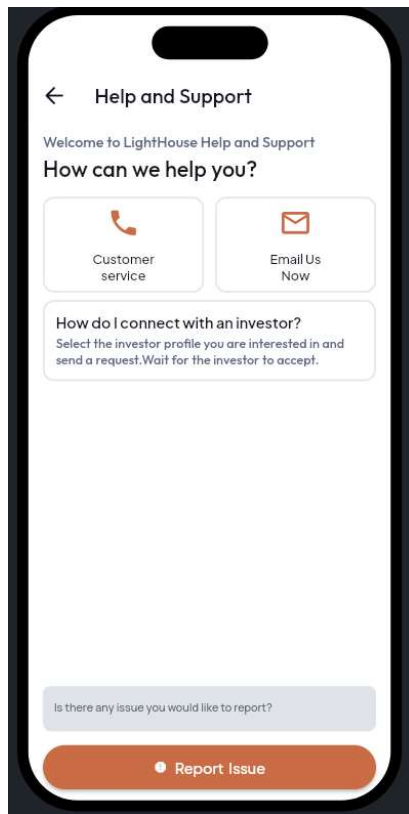 Help and Support
Welcome to LightHouse Help and Support
How can we help you?
Customer
service
Email Us
Now
How do I connect with an investor?
Select the investor profile you are interested in and
send a request.Wait for the investor to accept.
Is there any issue you would like to report?
Report Issue